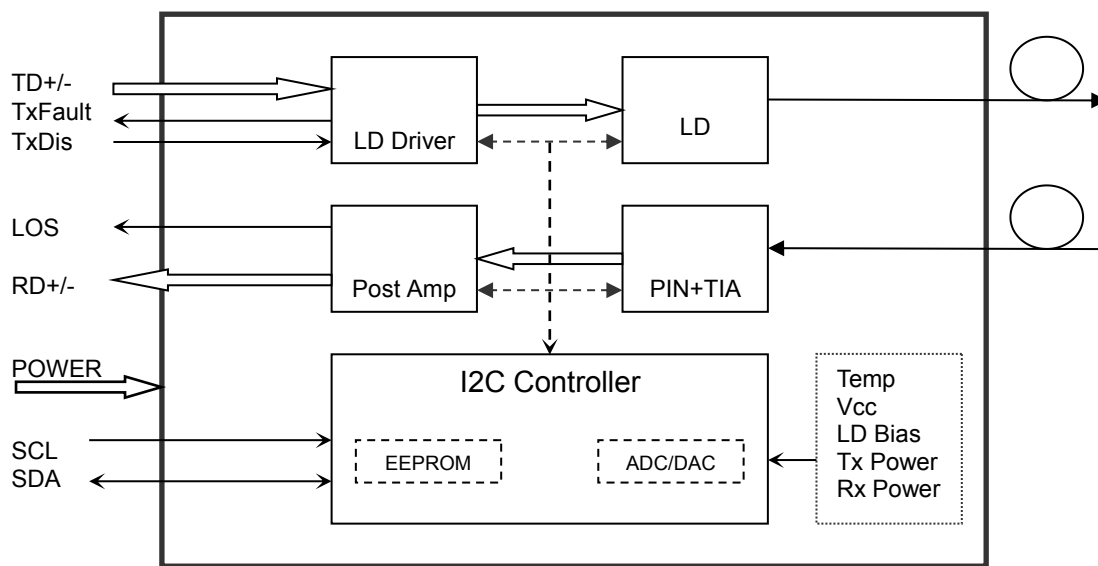 TD+/-
TxFault
TxDis
LD Driver
LD
LOS
RD+/-
Post Amp
PIN+TIA
POWER
SCL
SDA
I2C Controller
EEPROM
ADC/DAC
Temp
Vcc
LD Bias
Tx Power
Rx Power